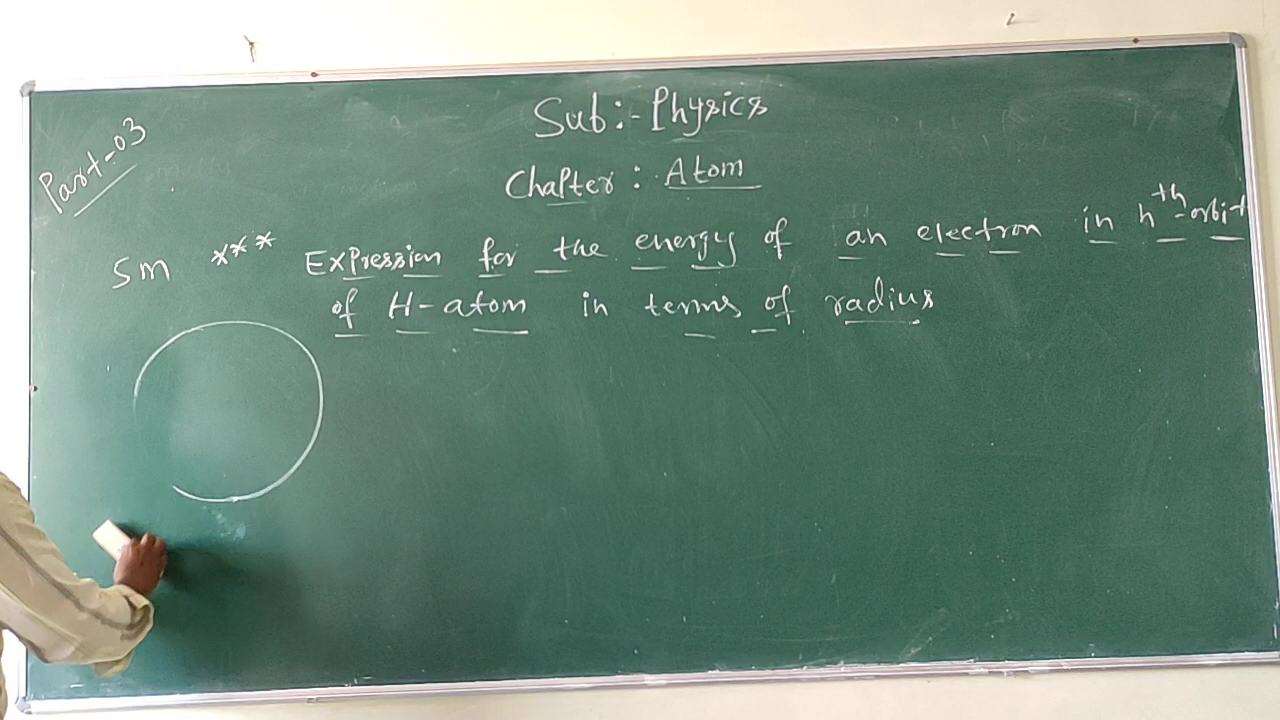 Sub:- Physics
Part-03
Chapter : Atom
5m *** Expression for the energy of an electron in nth-orbit
of H-atom in terms of radius